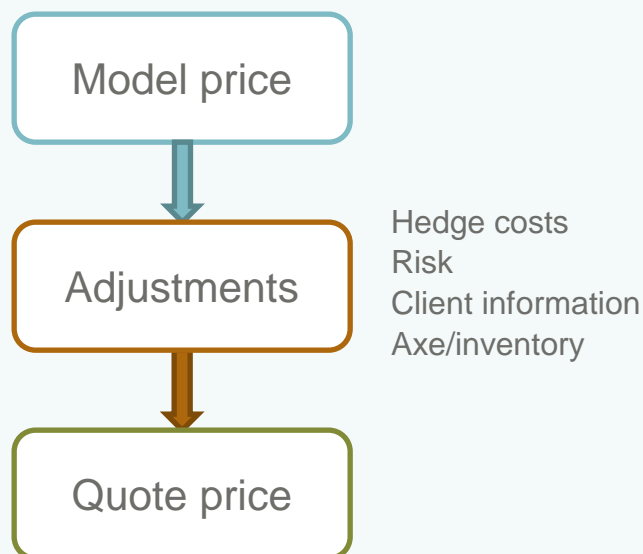 Model price
Adjustments
Hedge costs
Risk
Client information
Axe/inventory
Quote price